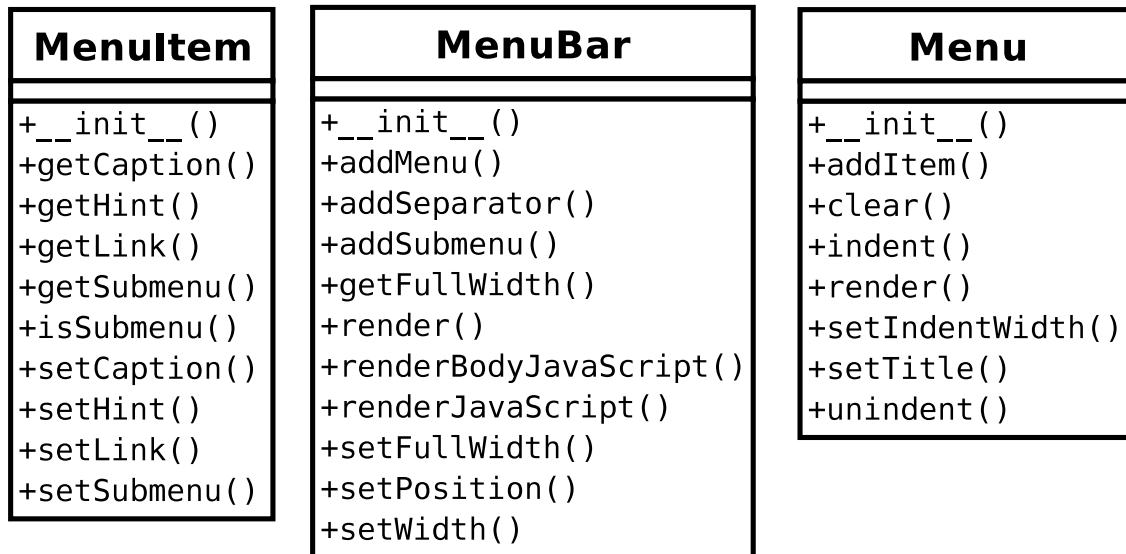 MenuItem
+__init__()
+getCaption()
+getHint()
+getLink()
+getSubmenu()
+isSubmenu()
+setCaption()
+setHint()
+setLink()
+setSubmenu()
MenuBar
+__init__()
+addMenu()
+addSeparator()
+addSubmenu()
+getFullWidth()
+render()
+renderBodyJavaScript()
+renderJavaScript()
+setFullWidth()
+setPosition()
+setWidth()
Menu
+__init__()
+addItem()
+clear()
+indent()
+render()
+setIndentWidth()
+setTitle()
+unindent()